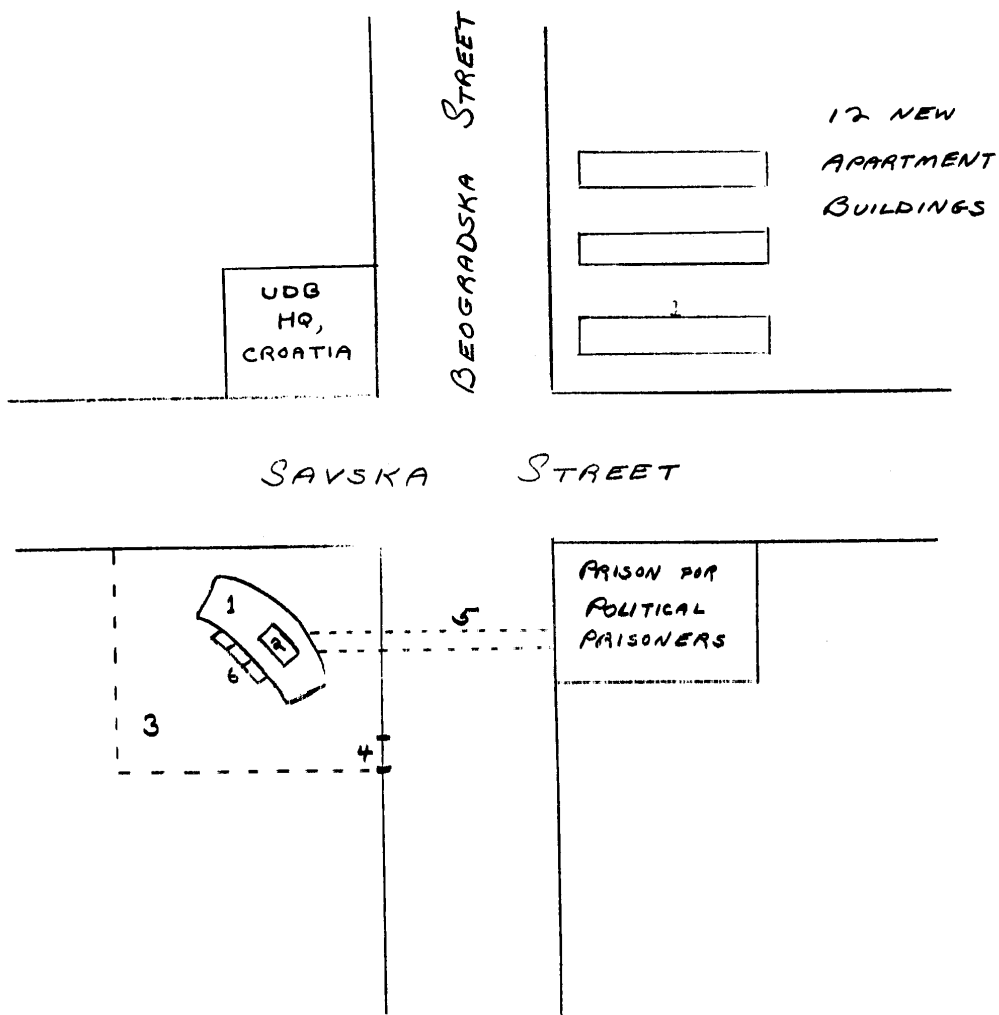 BEOGRADSKA STREET
12 NEW
APARTMENT
BUILDINGS
UDB
HQ,
CROATIA
SAVSKA STREET
PRISON FOR
POLITICAL
PRISONERS
1
2
5
6
3
4